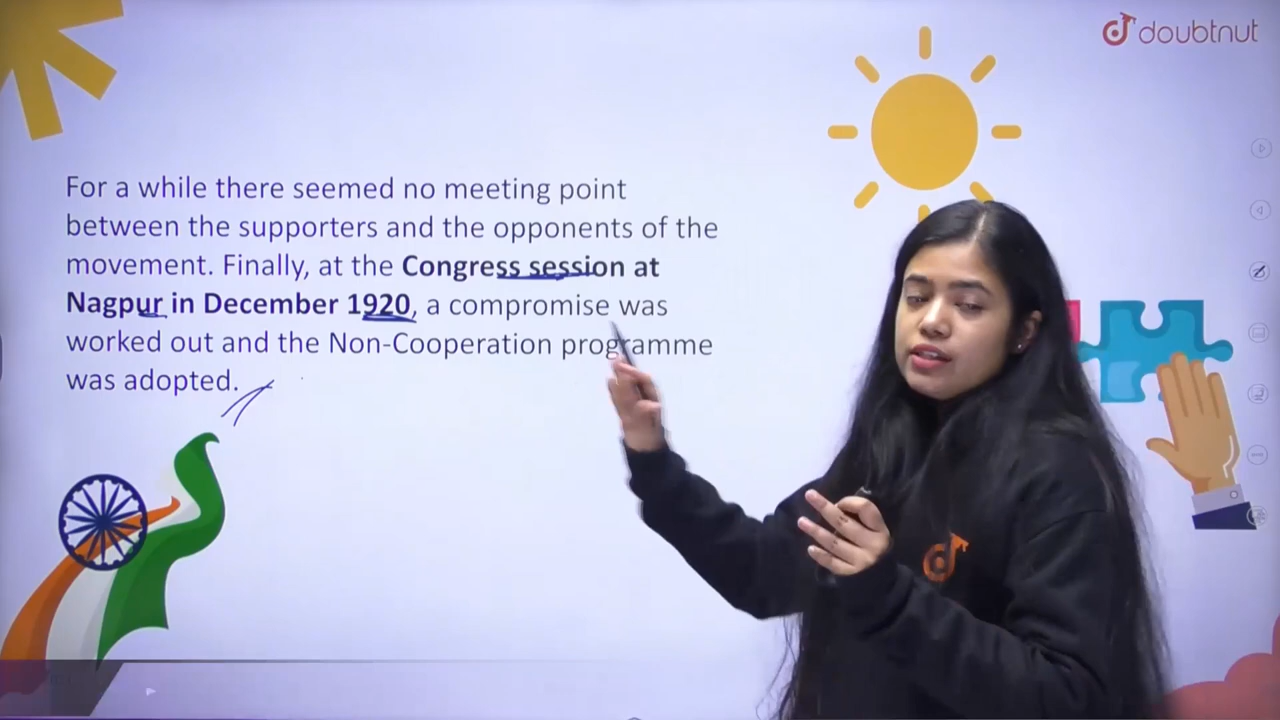 doubtnut
For a while there seemed no meeting point
between the supporters and the opponents of the
movement. Finally, at the Congress session at
Nagpur in December 1920, a compromise was
worked out and the Non-Cooperation programme
was adopted.